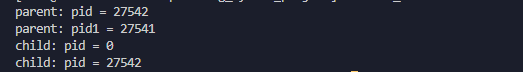 parent: pid = 27542
parent: pid1 = 27541
child: pid = 0
child: pid = 27542